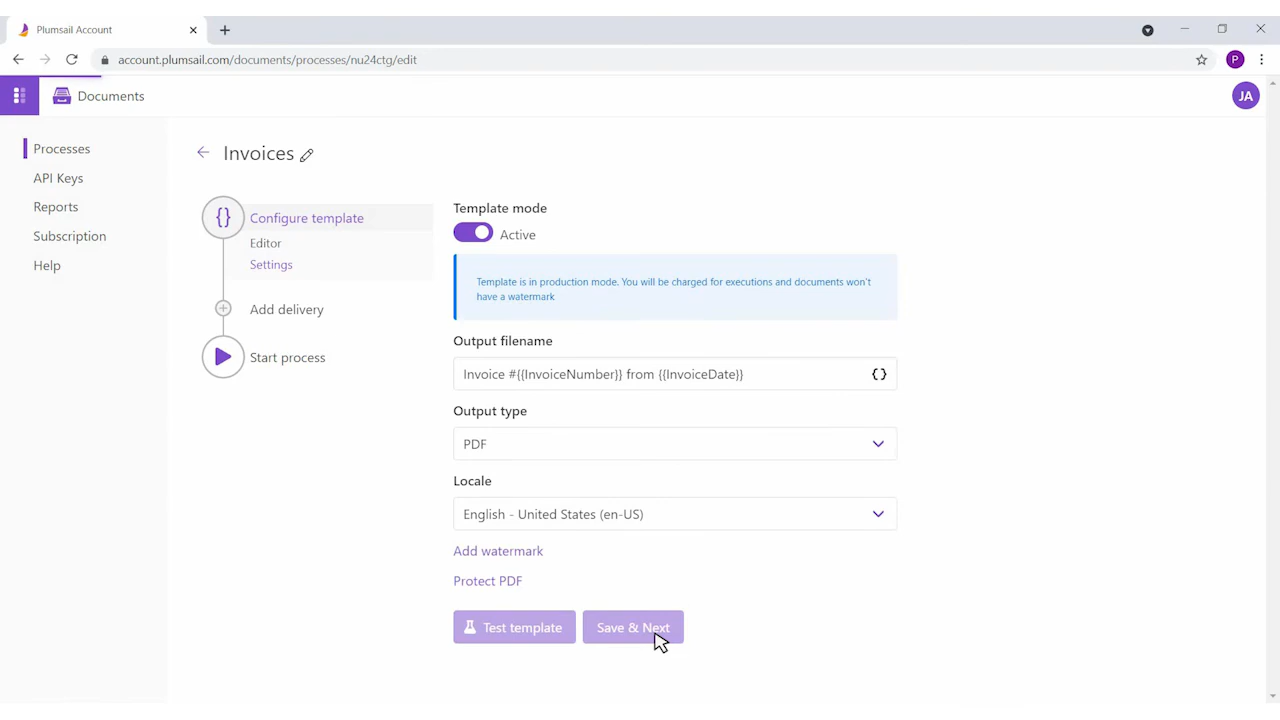 Plumsail Account
account.plumsail.com/documents/processes/nu24ctg/edit
P
Documents
JA
Processes
API Keys
Reports
Subscription
Help
Invoices
{}
Configure template
Editor
Settings
Add delivery
Start process
Template mode
Active
Template is in production mode. You will be charged for executions and documents won't
have a watermark
Output filename
Invoice #{{InvoiceNumber}} from {{InvoiceDate}}
{}
Output type
PDF
Locale
English - United States (en-US)
Add watermark
Protect PDF
Test template
Save & Next